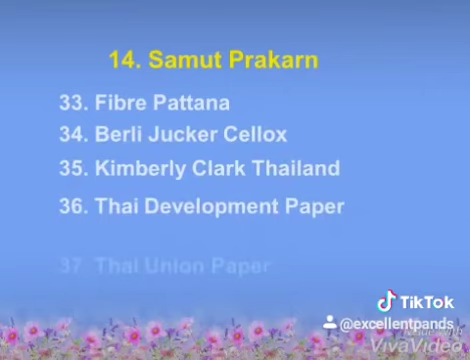 14. Samut Prakarn
33. Fibre Pattana
34. Berli Jucker Cellox
35. Kimberly Clark Thailand
36. Thai Development Paper
37 Thai Union Paper
TikTok
@excellentpands
VivaVideo